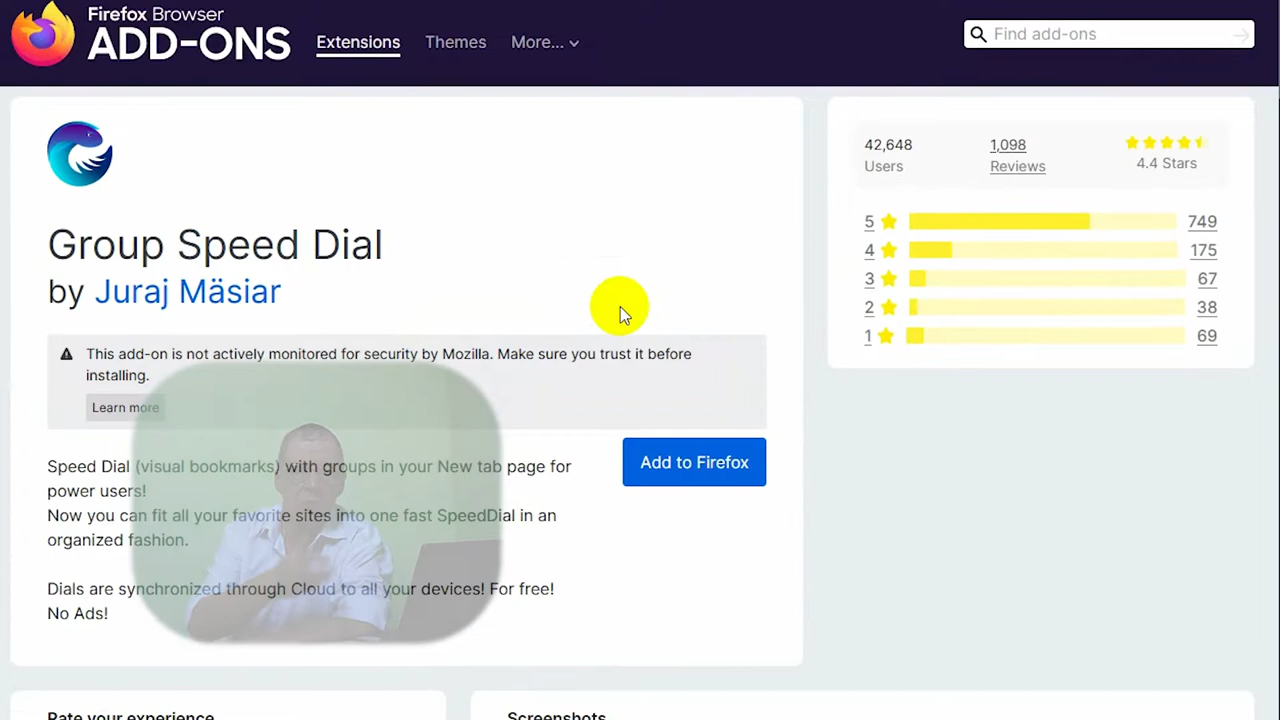 Firefox Browser
ADD-ONS
Extensions
Themes
More...
Find add-ons
Group Speed Dial
by Juraj Mäsiar
This add-on is not actively monitored for security by Mozilla. Make sure you trust it before
installing.
Learn more
Add to Firefox
Speed Dial (visual bookmarks) with groups in your New tab page for
power users!
Now you can fit all your favorite sites into one fast SpeedDial in an
organized fashion.
Dials are synchronized through Cloud to all your devices! For free!
No Ads!
42,648
Users
1,098
Reviews
4.4 Stars
5 749
4 175
3 67
2 38
1 69
Rate your experience
Screenshots